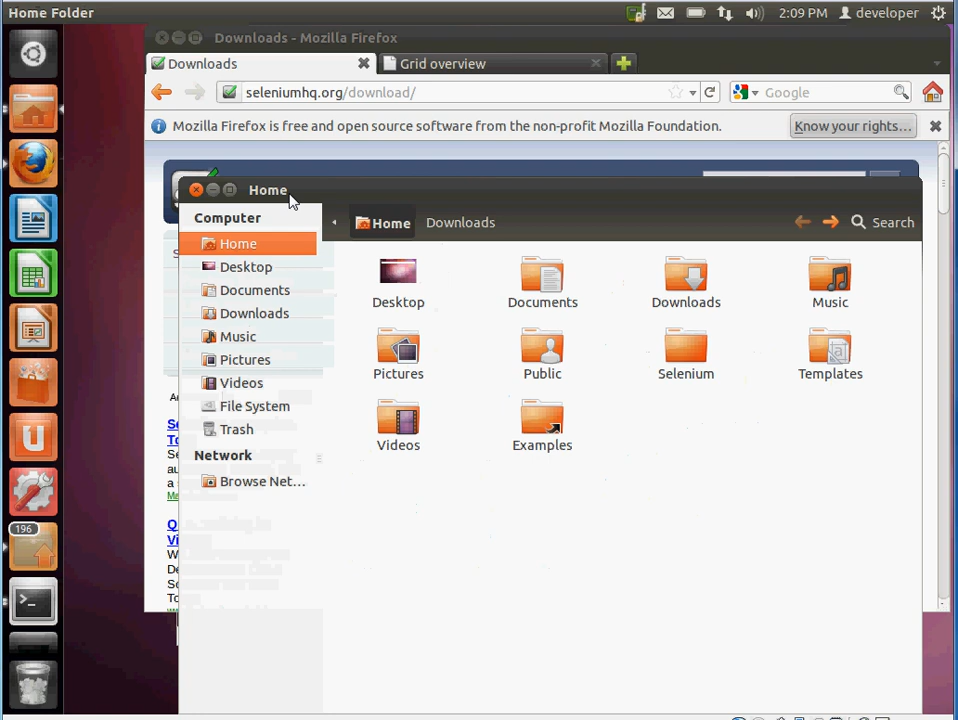 Home Folder
2:09 PM developer
Downloads - Mozilla Firefox
Downloads
Grid overview
seleniumhq.org/download/
Google
Mozilla Firefox is free and open source software from the non-profit Mozilla Foundation.
Know your rights...
Home
Computer
Home
Downloads
Search
Home
Desktop
Documents
Downloads
Music
Pictures
Videos
File System
Trash
Network
Browse Net...
Desktop
Documents
Downloads
Music
Pictures
Public
Selenium
Templates
Videos
Examples
196